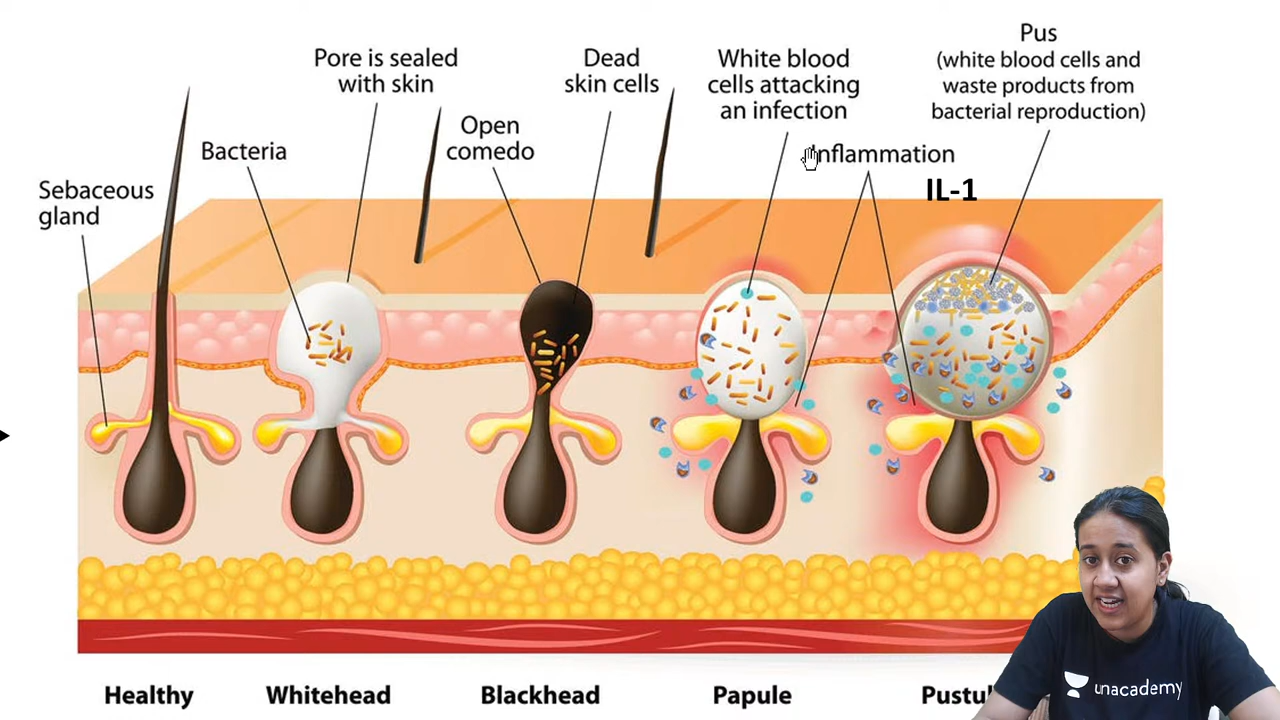 Pus
(white blood cells and
waste products from
bacterial reproduction)
Pore is sealed
with skin
Dead
skin cells
White blood
cells attacking
an infection
Open
comedo
Bacteria
Inflammation
Sebaceous
gland
IL-1
Healthy
Whitehead
Blackhead
Papule
Pustul
unacademy